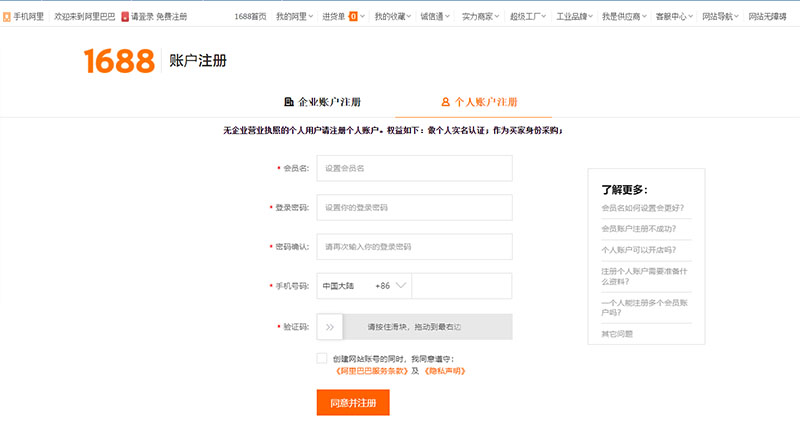 手机阿里 欢迎来到阿里巴巴 请登录 免费注册 1688首页 我的阿里 进货单 0 我的收藏 诚信通 实力商家 超级工厂 工业品牌 我是供应商 客服中心 网站导航 网站无障碍
1688 账户注册
企业账户注册 个人账户注册
无企业营业执照的个人用户请注册个人账户。权益如下：做个人实名认证；作为买家身份采购；
* 会员名: 设置会员名
* 登录密码: 设置你的登录密码
* 密码确认: 请再次输入你的登录密码
* 手机号码: 中国大陆 +86
* 验证码: 请按住滑块，拖动到最右边
创建网站账号的同时，我同意遵守：
《阿里巴巴服务条款》及 《隐私声明》
同意并注册
了解更多：
会员名如何设置会更好?
会员账户注册不成功?
个人账户可以开店吗?
注册个人账户需要准备什
么资料?
一个人能注册多个会员账
户吗?
其它问题